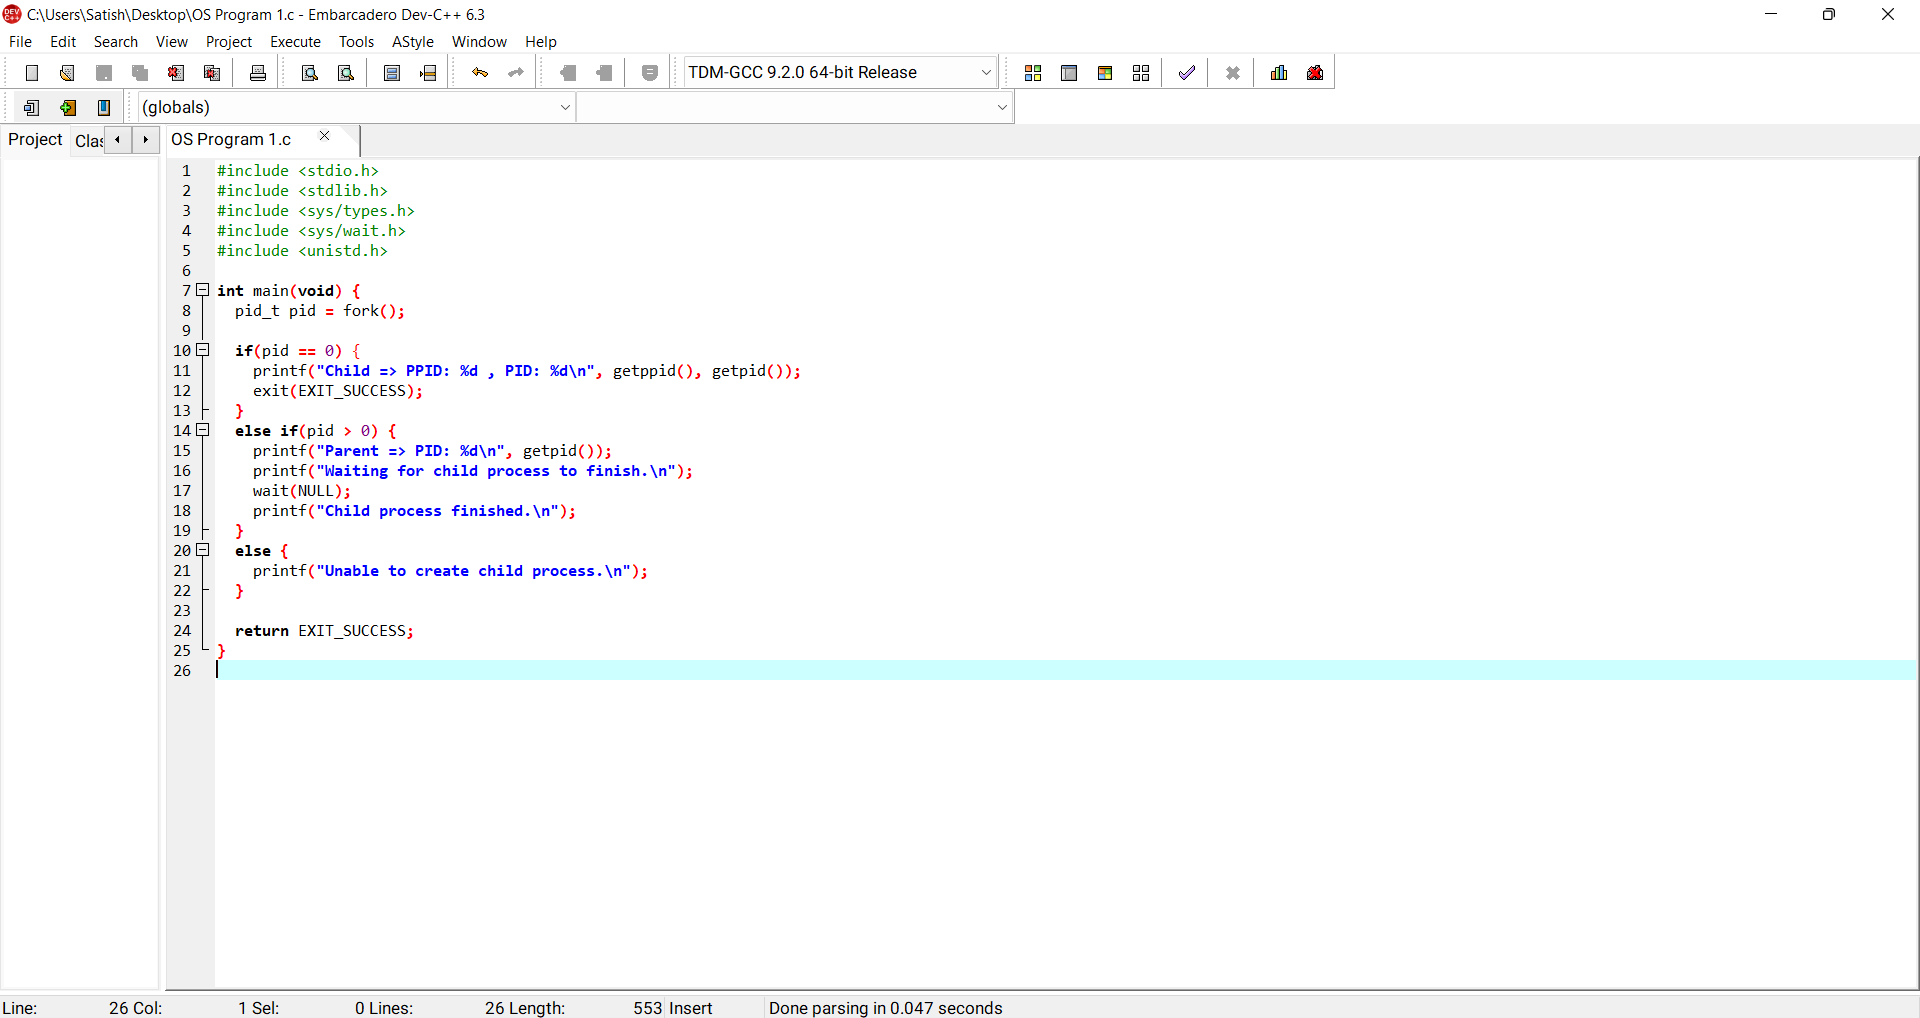 C:\Users\Satish\Desktop\OS Program 1.c - Embarcadero Dev-C++ 6.3
File Edit Search View Project Execute Tools AStyle Window Help
TDM-GCC 9.2.0 64-bit Release
(globals)
Project Clas OS Program 1.c
1 #include <stdio.h>
2 #include <stdlib.h>
3 #include <sys/types.h>
4 #include <sys/wait.h>
5 #include <unistd.h>
6
7 int main(void) {
8 pid_t pid = fork();
9
10 if(pid == 0) {
11 printf("Child => PPID: %d , PID: %d\n", getppid(), getpid());
12 exit(EXIT_SUCCESS);
13 }
14 else if(pid > 0) {
15 printf("Parent => PID: %d\n", getpid());
16 printf("Waiting for child process to finish.\n");
17 wait(NULL);
18 printf("Child process finished.\n");
19 }
20 else {
21 printf("Unable to create child process.\n");
22 }
23
24 return EXIT_SUCCESS;
25 }
26
Line: 26 Col: 1 Sel: 0 Lines: 26 Length: 553 Insert Done parsing in 0.047 seconds